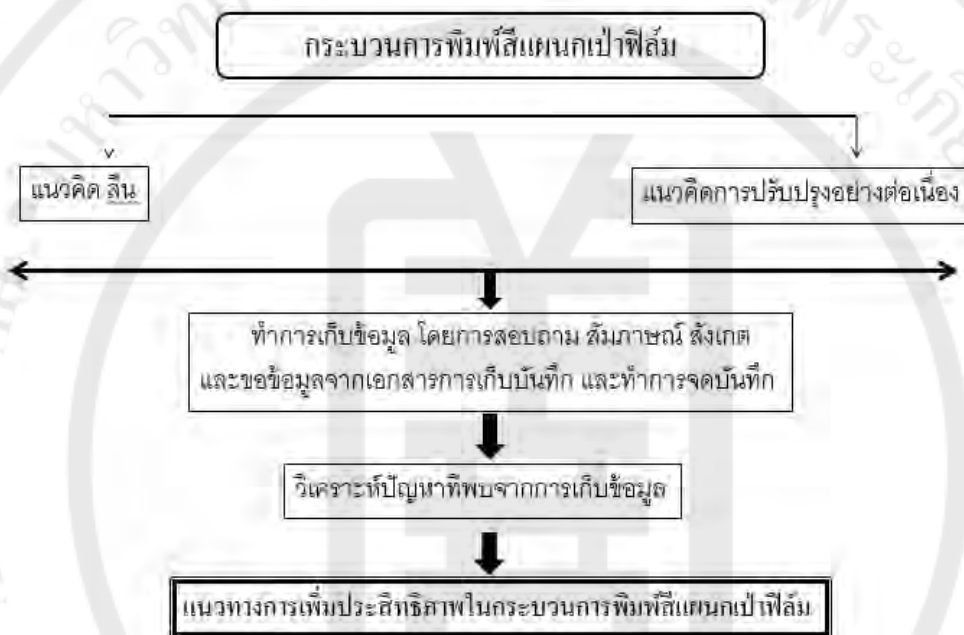 กระบวนการพิมพ์สีแผนกเป่าฟิล์ม
แนวคิด ลีน
แนวคิดการปรับปรุงอย่างต่อเนื่อง
ทำการเก็บข้อมูล โดยการสอบถาม สัมภาษณ์ สังเกต
และขอข้อมูลจากเอกสารการเก็บบันทึก และทำการจดบันทึก
วิเคราะห์ปัญหาที่พบจากการเก็บข้อมูล
แนวทางการเพิ่มประสิทธิภาพในกระบวนการพิมพ์สีแผนกเป่าฟิล์ม